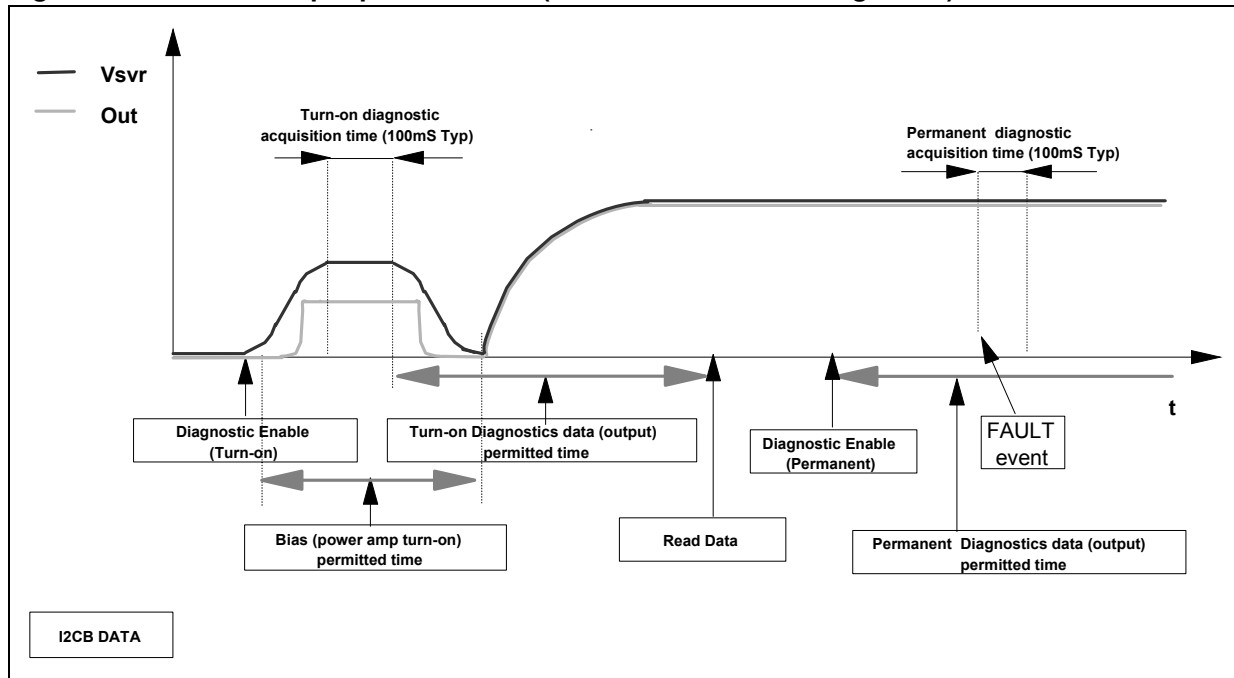 Vsvr
Out
Turn-on diagnostic
acquisition time (100mS Typ)
Permanent diagnostic
acquisition time (100mS Typ)
t
Diagnostic Enable
(Turn-on)
Turn-on Diagnostics data (output)
permitted time
Diagnostic Enable
(Permanent)
FAULT
event
Bias (power amp turn-on)
permitted time
Read Data
Permanent Diagnostics data (output)
permitted time
I2CB DATA